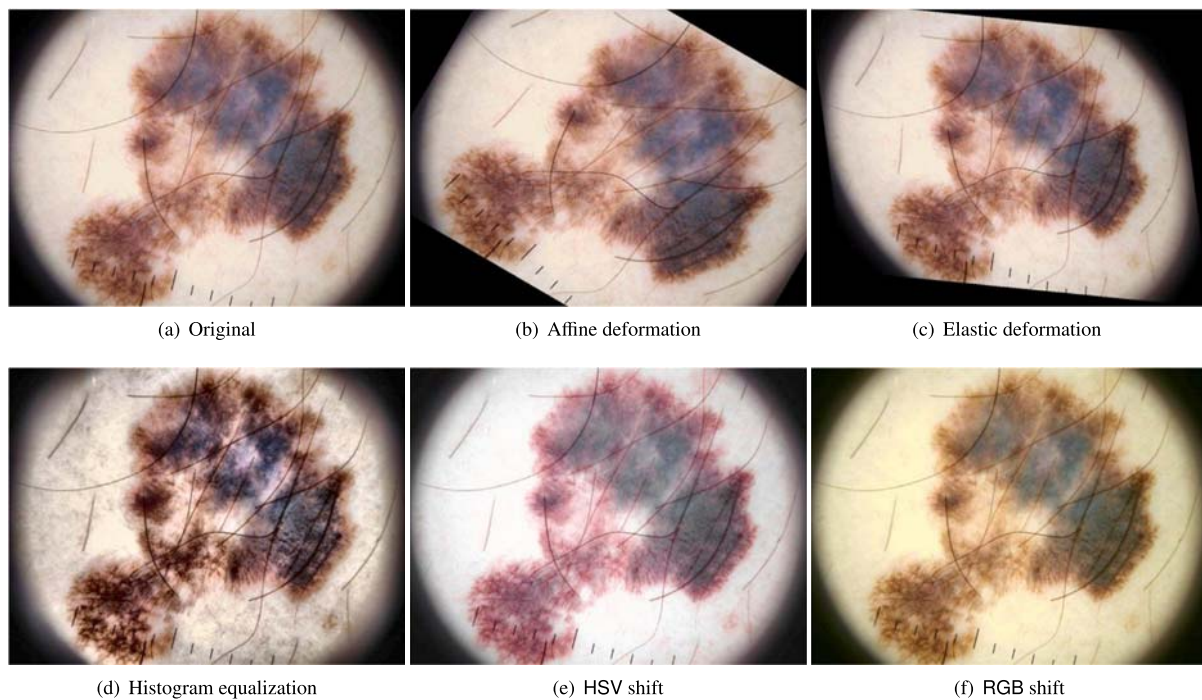 (a) Original
(b) Affine deformation
(c) Elastic deformation
(d) Histogram equalization
(e) HSV shift
(f) RGB shift